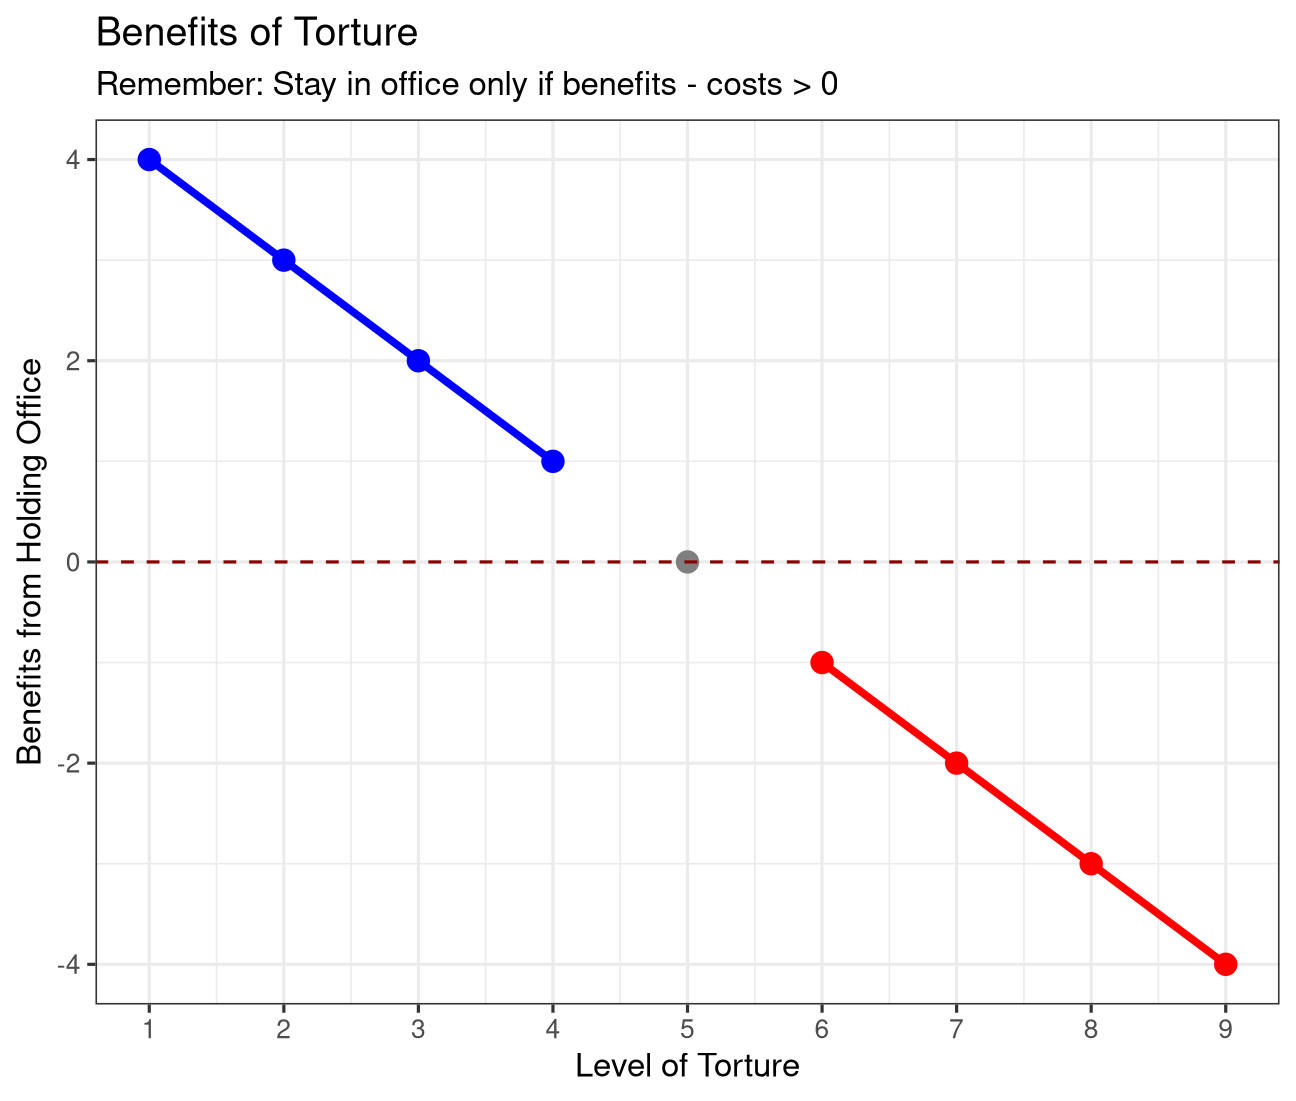 Benefits of Torture
Remember: Stay in office only if benefits - costs > 0
Benefits from Holding Office
4
2
0
-2
-4
1 2 3 4 5 6 7 8 9
Level of Torture